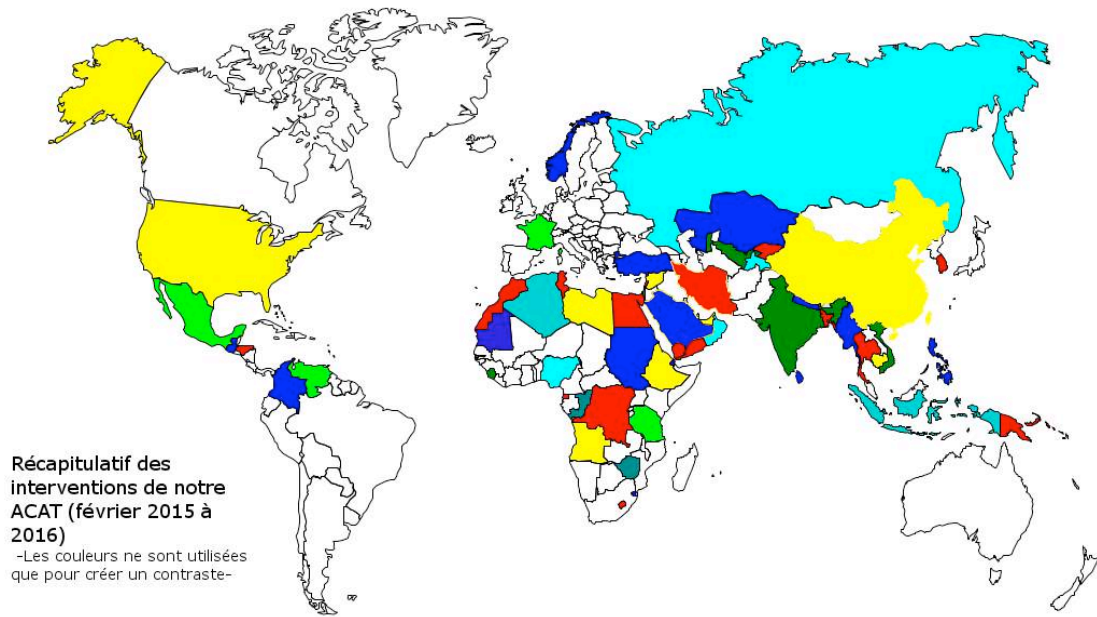 Récapitulatif des
interventions de notre
ACAT (février 2015 à
2016)
-Les couleurs ne sont utilisées
que pour créer un contraste-